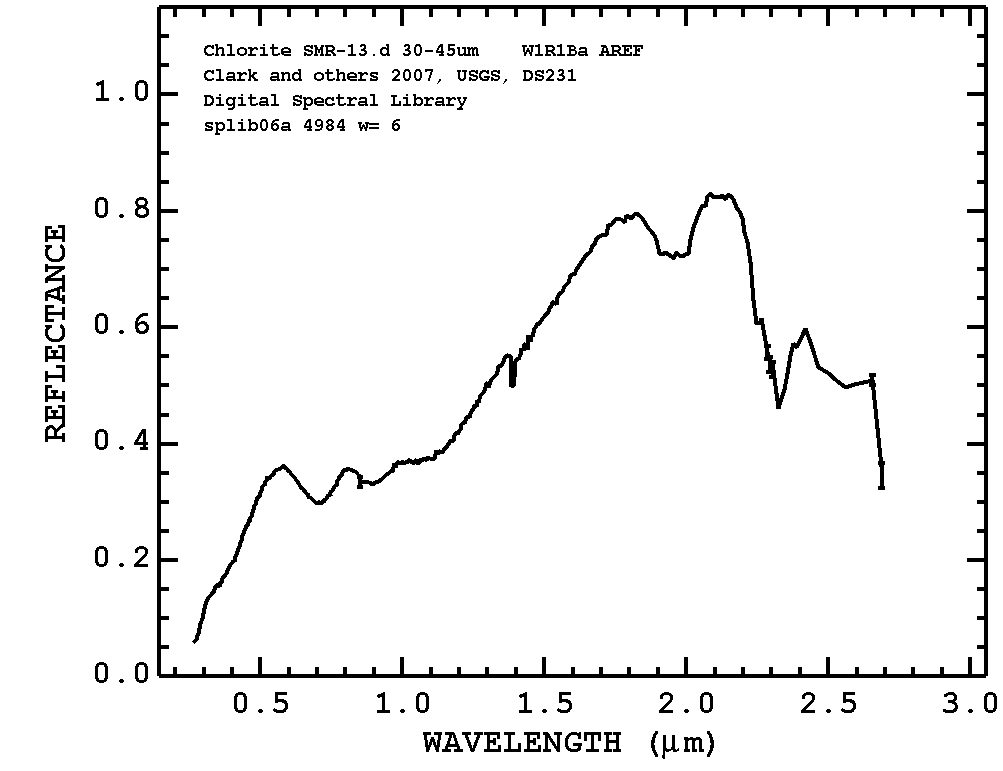 Chlorite SMR-13.d 30-45um W1R1Ba AREF
Clark and others 2007, USGS, DS231
Digital Spectral Library
splib06a 4984 w= 6
1.0
0.8
0.6
0.4
0.2
0.0
REFLECTANCE
0.5 1.0 1.5 2.0 2.5 3.0
WAVELENGTH (μm)